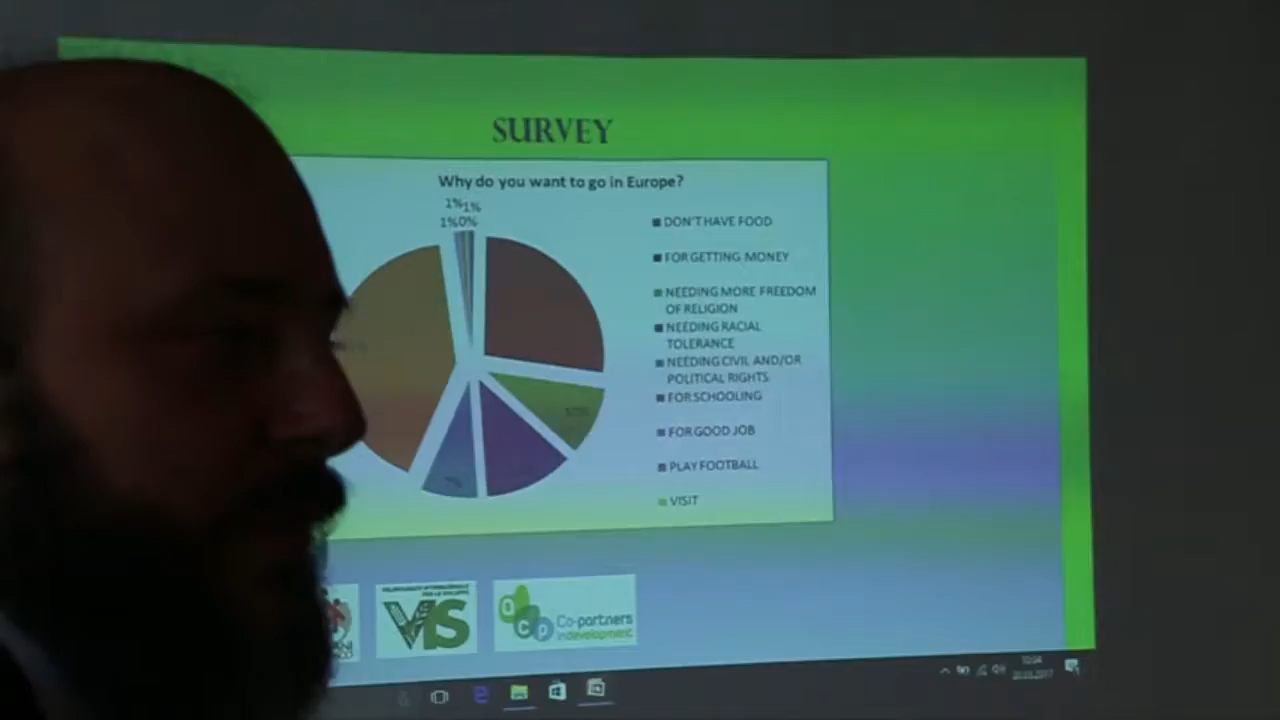 SURVEY
Why do you want to go in Europe?
1% 1%
1% 0%
DON'T HAVE FOOD
FOR GETTING MONEY
NEEDING MORE FREEDOM
OF RELIGION
NEEDING RACIAL
TOLERANCE
NEEDING CIVIL AND/OR
POLITICAL RIGHTS
FOR SCHOOLING
FOR GOOD JOB
PLAY FOOTBALL
VISIT
10%
7%
VIS
Co-partners
in development